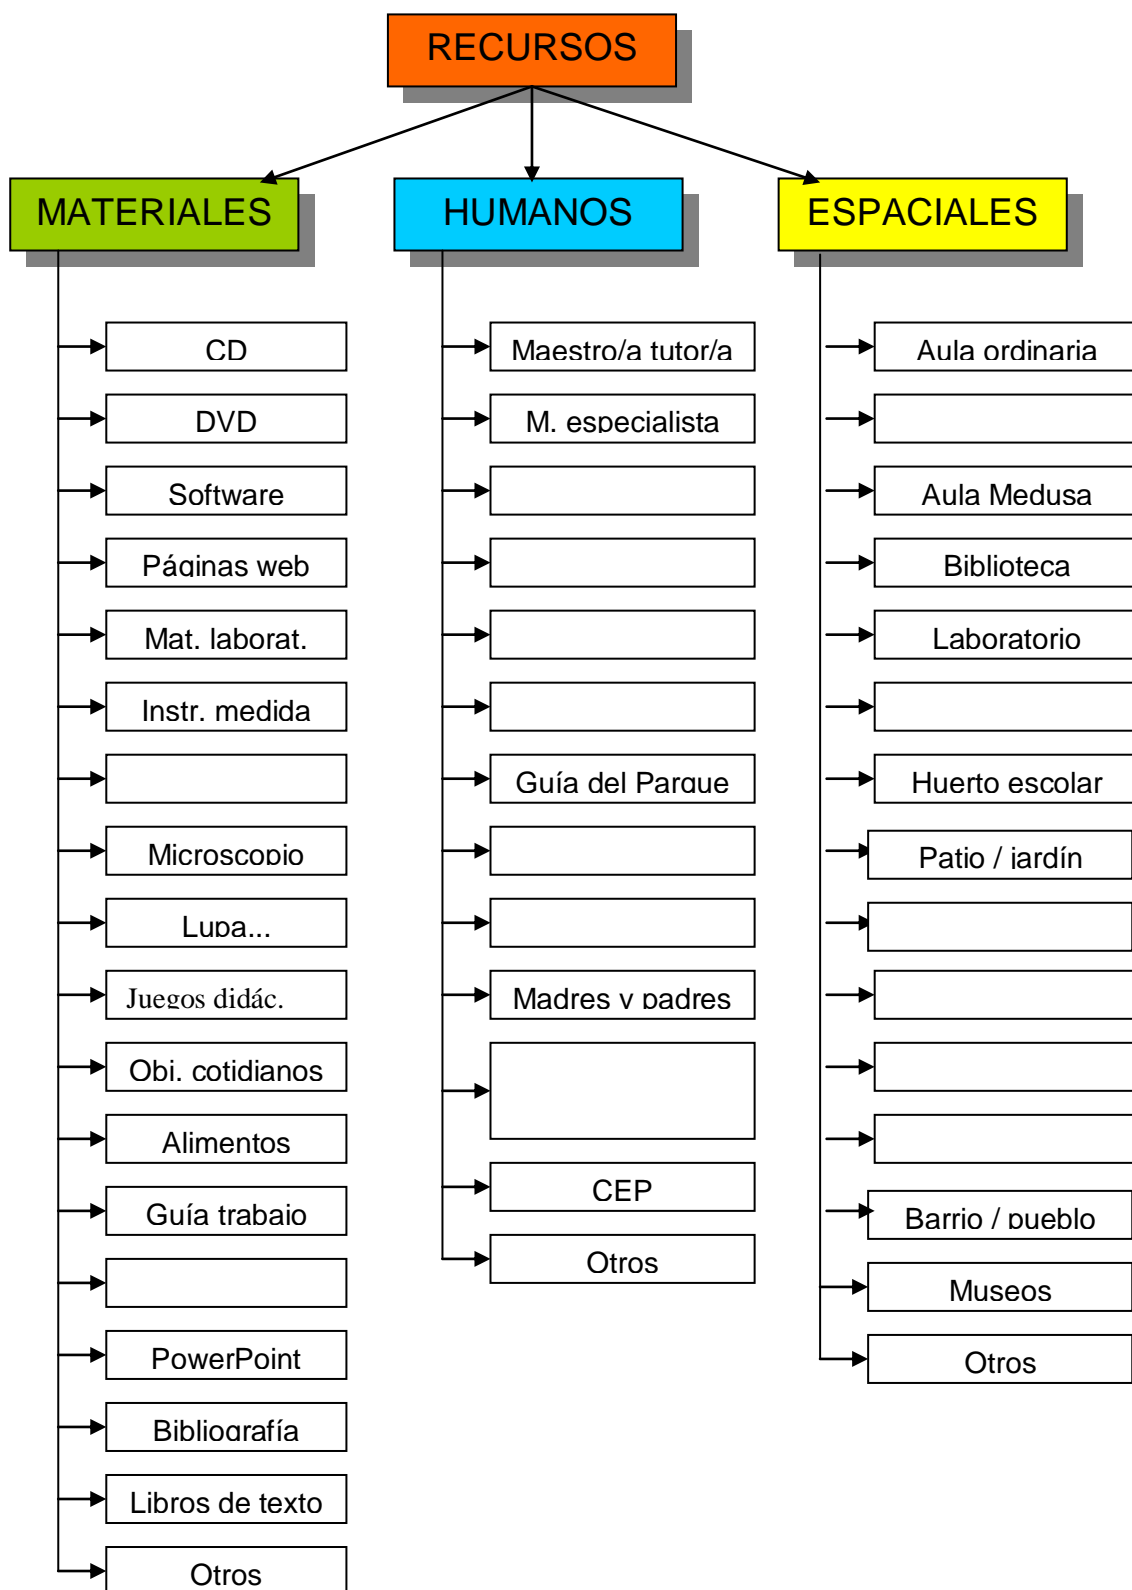 RECURSOS
MATERIALES
HUMANOS
ESPACIALES
CD
DVD
Software
Páginas web
Mat. laborat.
Instr. medida
Microscopio
Lupa...
Juegos didác.
Obj. cotidianos
Alimentos
Guía trabajo
PowerPoint
Bibliografía
Libros de texto
Otros
Maestro/a tutor/a
M. especialista
Guía del Parque
Madres y padres
CEP
Otros
Aula ordinaria
Aula Medusa
Biblioteca
Laboratorio
Huerto escolar
Patio / jardín
Barrio / pueblo
Museos
Otros